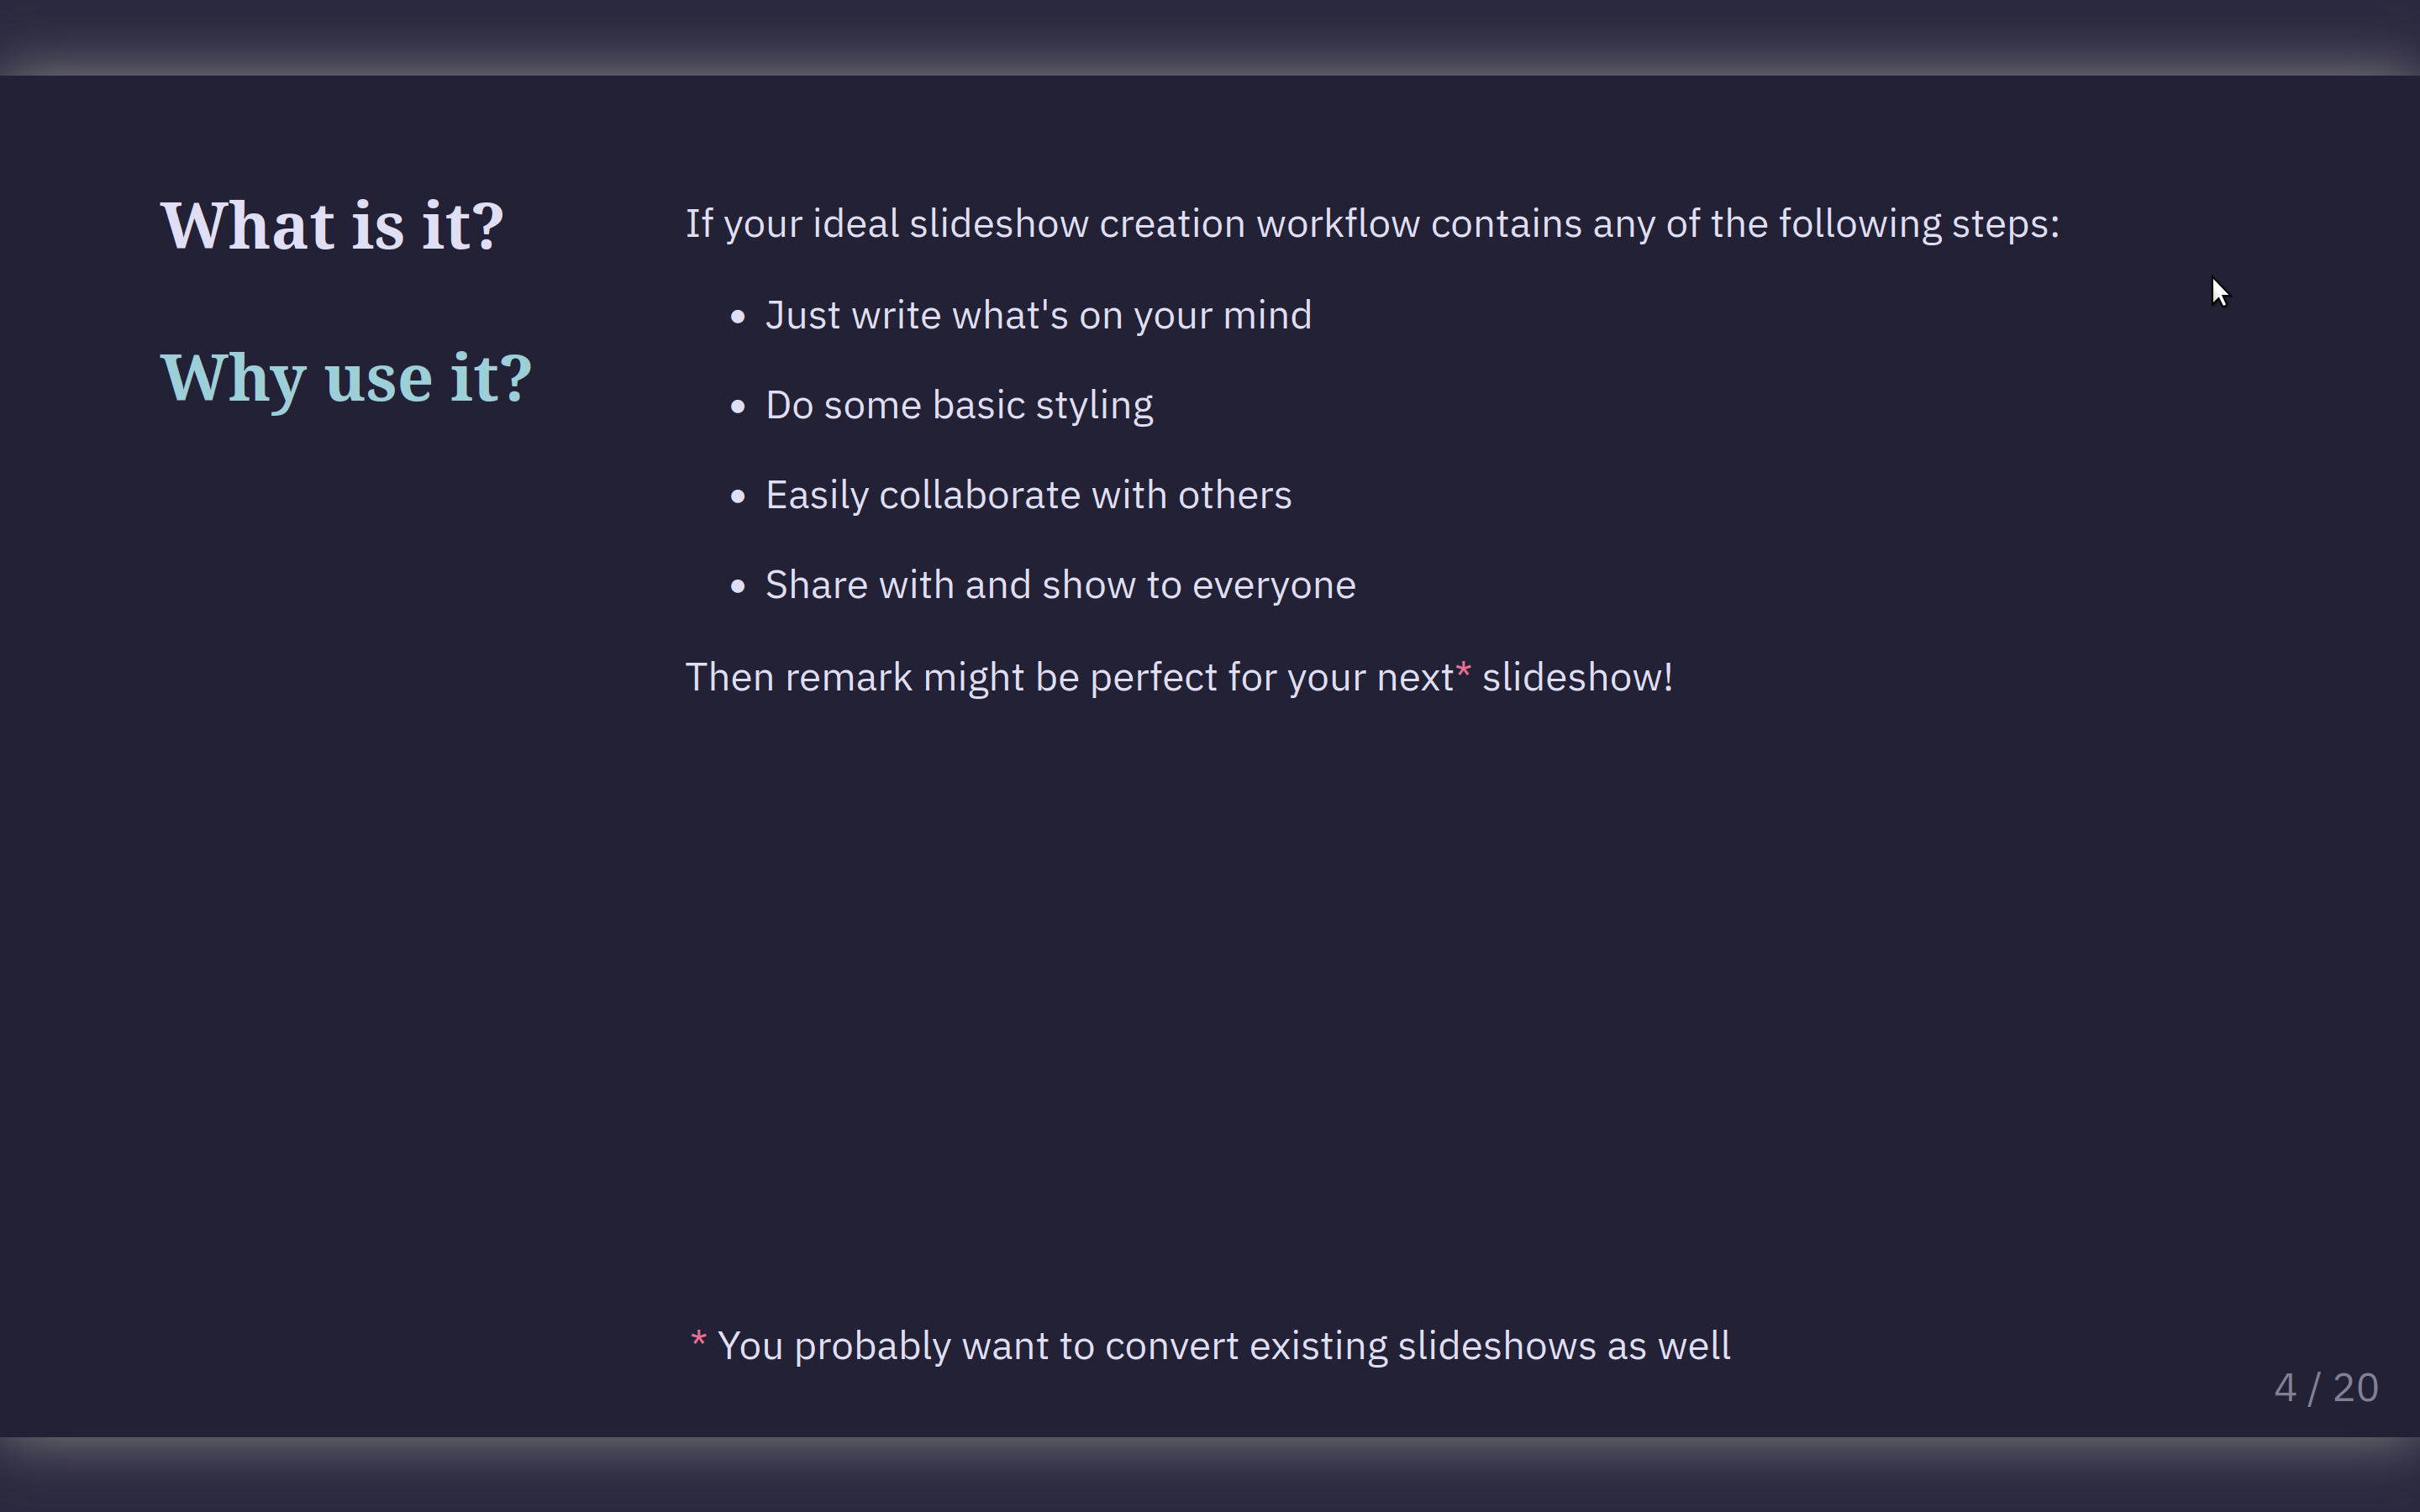 What is it?
Why use it?
If your ideal slideshow creation workflow contains any of the following steps:
• Just write what's on your mind
• Do some basic styling
• Easily collaborate with others
• Share with and show to everyone
Then remark might be perfect for your next* slideshow!
* You probably want to convert existing slideshows as well
4 / 20